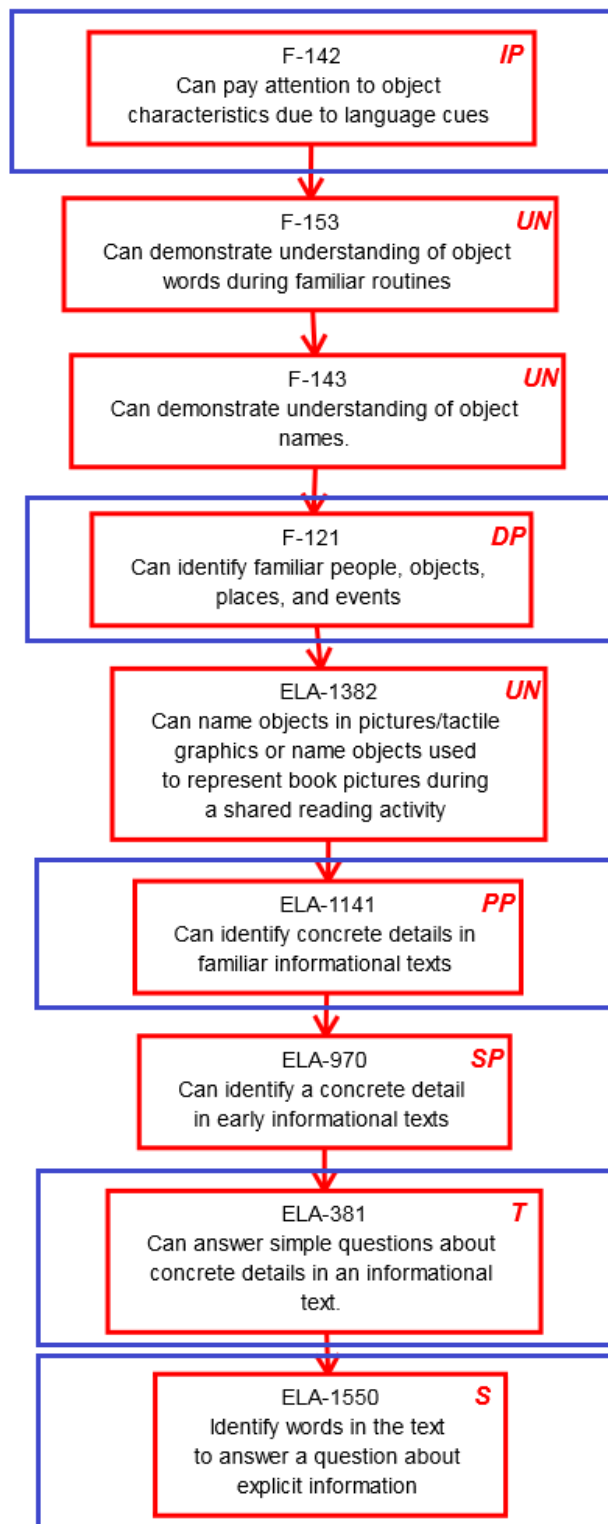 F-142 IP
Can pay attention to object
characteristics due to language cues
F-153 UN
Can demonstrate understanding of object
words during familiar routines
F-143 UN
Can demonstrate understanding of object
names.
F-121 DP
Can identify familiar people, objects,
places, and events
ELA-1382 UN
Can name objects in pictures/tactile
graphics or name objects used
to represent book pictures during
a shared reading activity
ELA-1141 PP
Can identify concrete details in
familiar informational texts
ELA-970 SP
Can identify a concrete detail
in early informational texts
ELA-381 T
Can answer simple questions about
concrete details in an informational
text.
ELA-1550 S
Identify words in the text
to answer a question about
explicit information